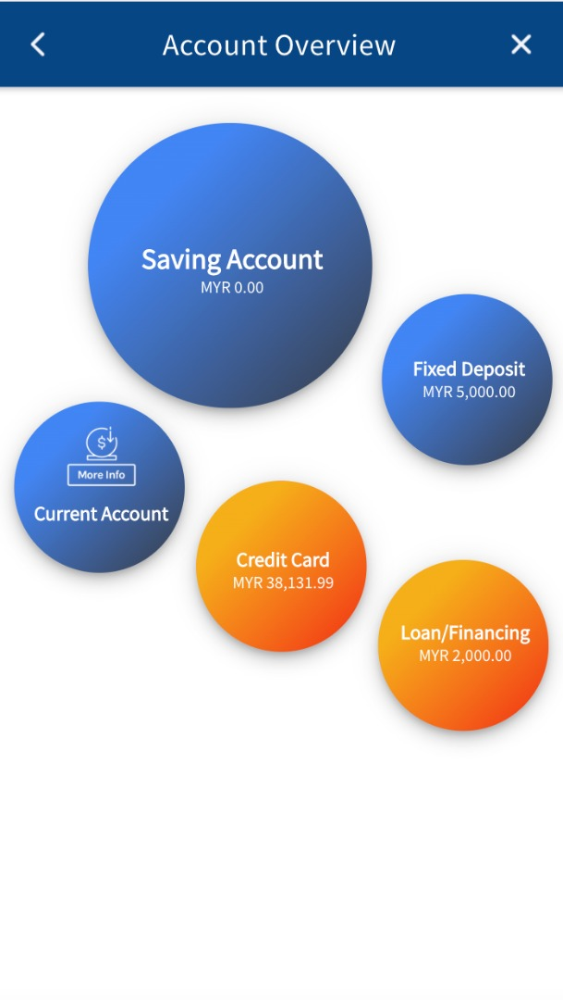 Account Overview
Saving Account
MYR 0.00
Fixed Deposit
MYR 5,000.00
$
More Info
Current Account
Credit Card
MYR 38,131.99
Loan/Financing
MYR 2,000.00